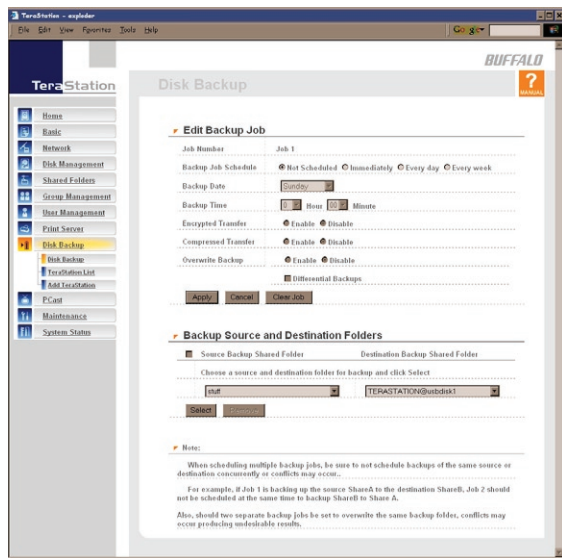 TeraStation - exploder
File Edit View Favorites Tools Help
Google
BUFFALO
TeraStation
Disk Backup
?
MANUAL
Home
Basic
Network
Disk Management
Shared Folders
Group Management
User Management
Print Server
Disk Backup
Disk Backup
TeraStation List
Add TeraStation
PCast
Maintenance
System Status
Edit Backup Job
Job Number Job 1
Backup Job Schedule Not Scheduled Immediately Every day Every week
Backup Date Sunday
Backup Time 0 Hour 00 Minute
Encrypted Transfer Enable Disable
Compressed Transfer Enable Disable
Overwrite Backup Enable Disable
Differential Backups
Apply Cancel Clear Job
Backup Source and Destination Folders
Source Backup Shared Folder Destination Backup Shared Folder
Choose a source and destination folder for backup and click Select
stuff TERASTATION@usbdisk1
Select
Note:
When scheduling multiple backup jobs, be sure to not schedule backups of the same source or
destination concurrently or conflicts may occur..
For example, if Job 1 is backing up the source ShareA to the destination ShareB, Job 2 should
not be scheduled at the same time to backup ShareB to Share A.
Also, should two separate backup jobs be set to overwrite the same backup folder, conflicts may
occur producing undesirable results.